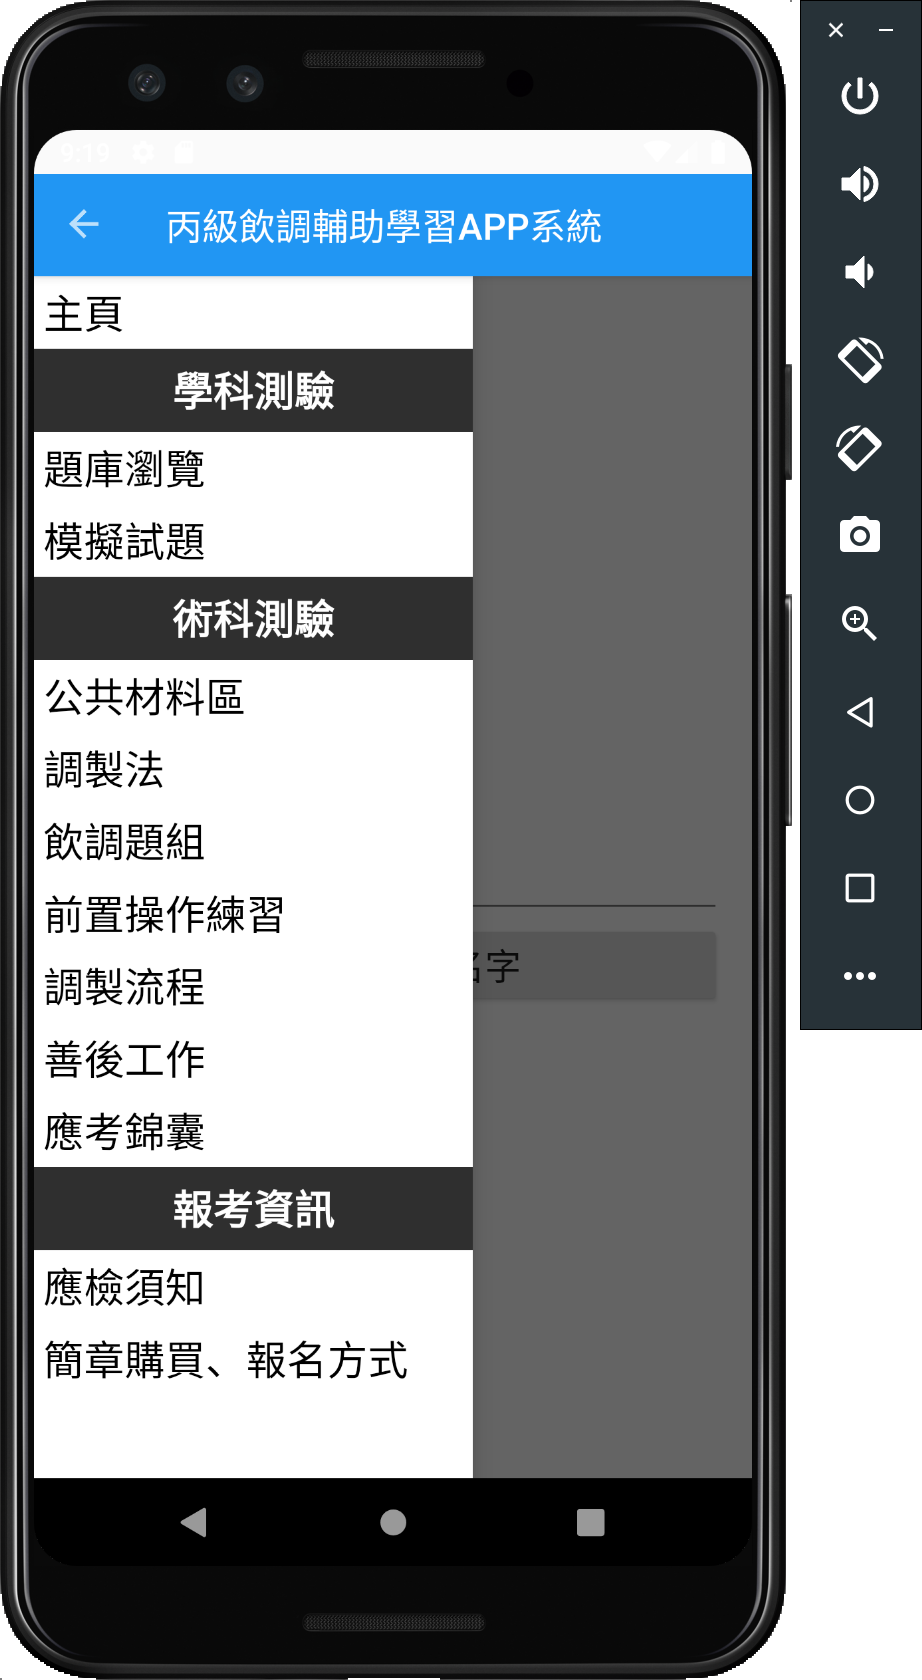 9:19
丙級飲調輔助學習APP系統
主頁
學科測驗
題庫瀏覽
模擬試題
術科測驗
公共材料區
調製法
飲調題組
前置操作練習
名字
調製流程
善後工作
應考錦囊
報考資訊
應檢須知
簡章購買、報名方式